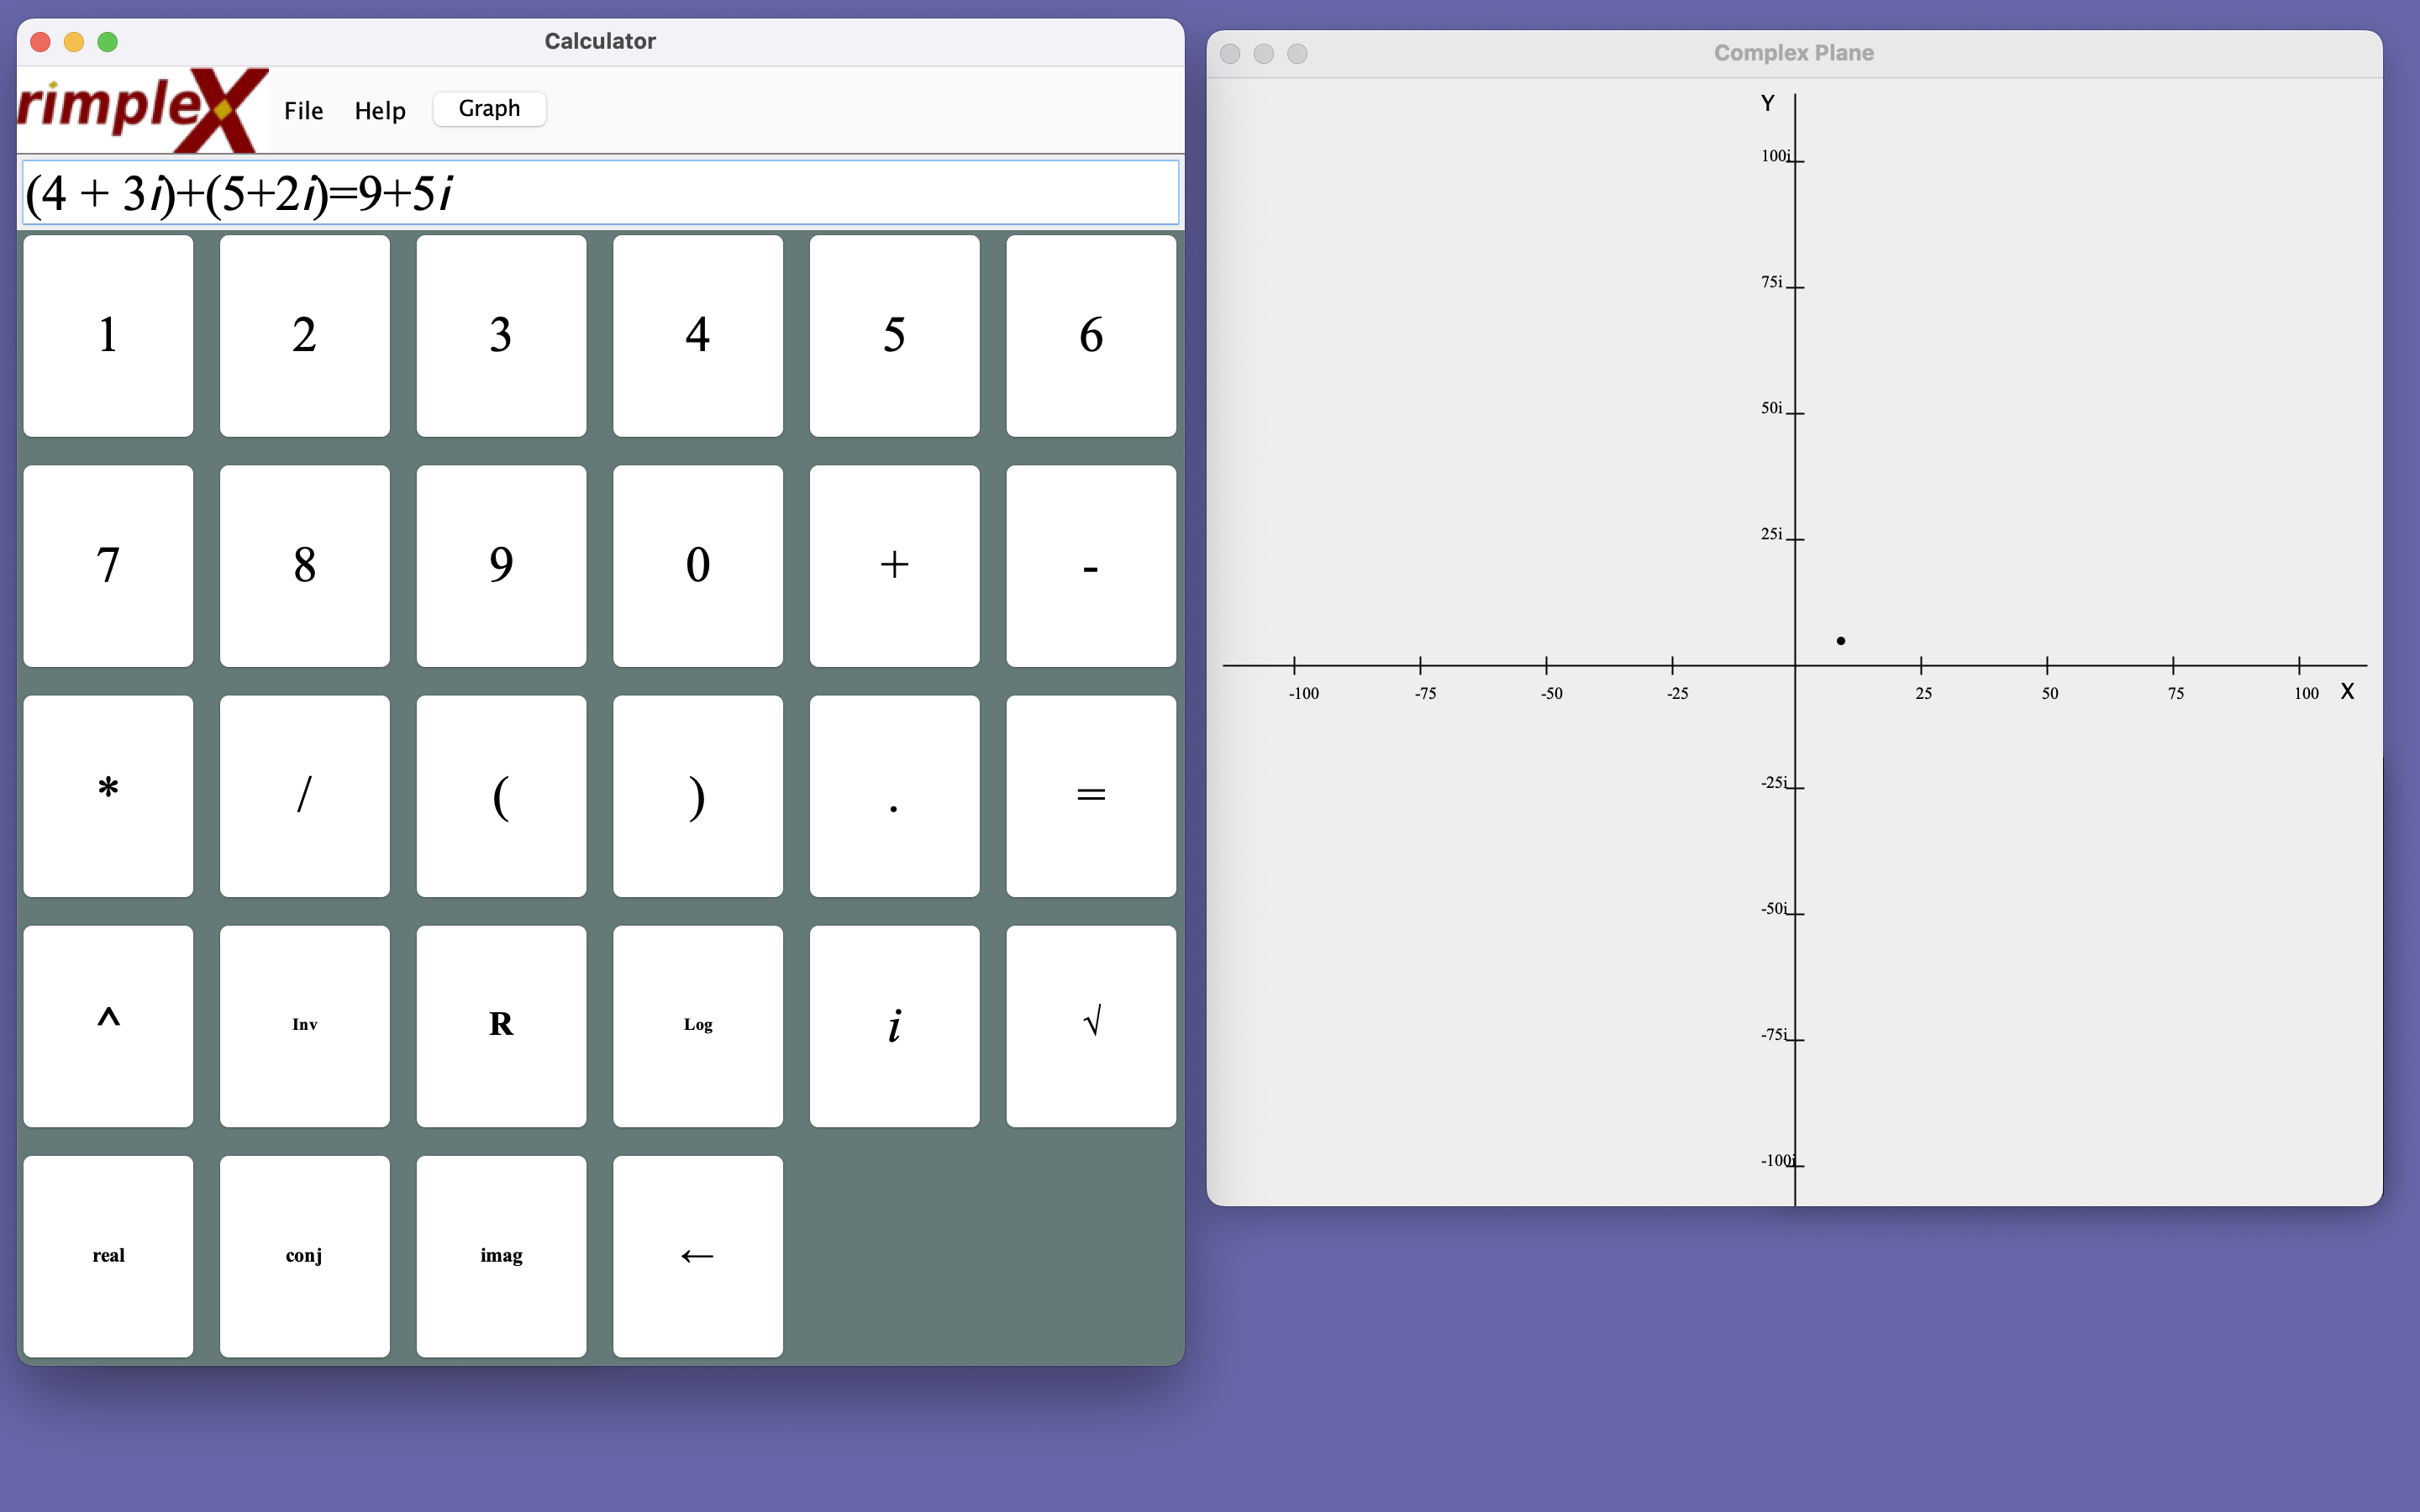 Calculator
rimpleX
File Help Graph
(4 + 3i)+(5+2i)=9+5i
1 2 3 4 5 6
7 8 9 0 + -
* / ( ) . =
^ Inv R Log i √
real conj imag ←
Complex Plane
Y
100i
75i
50i
25i
-100 -75 -50 -25 25 50 75 100 X
-25i
-50i
-75i
-100i